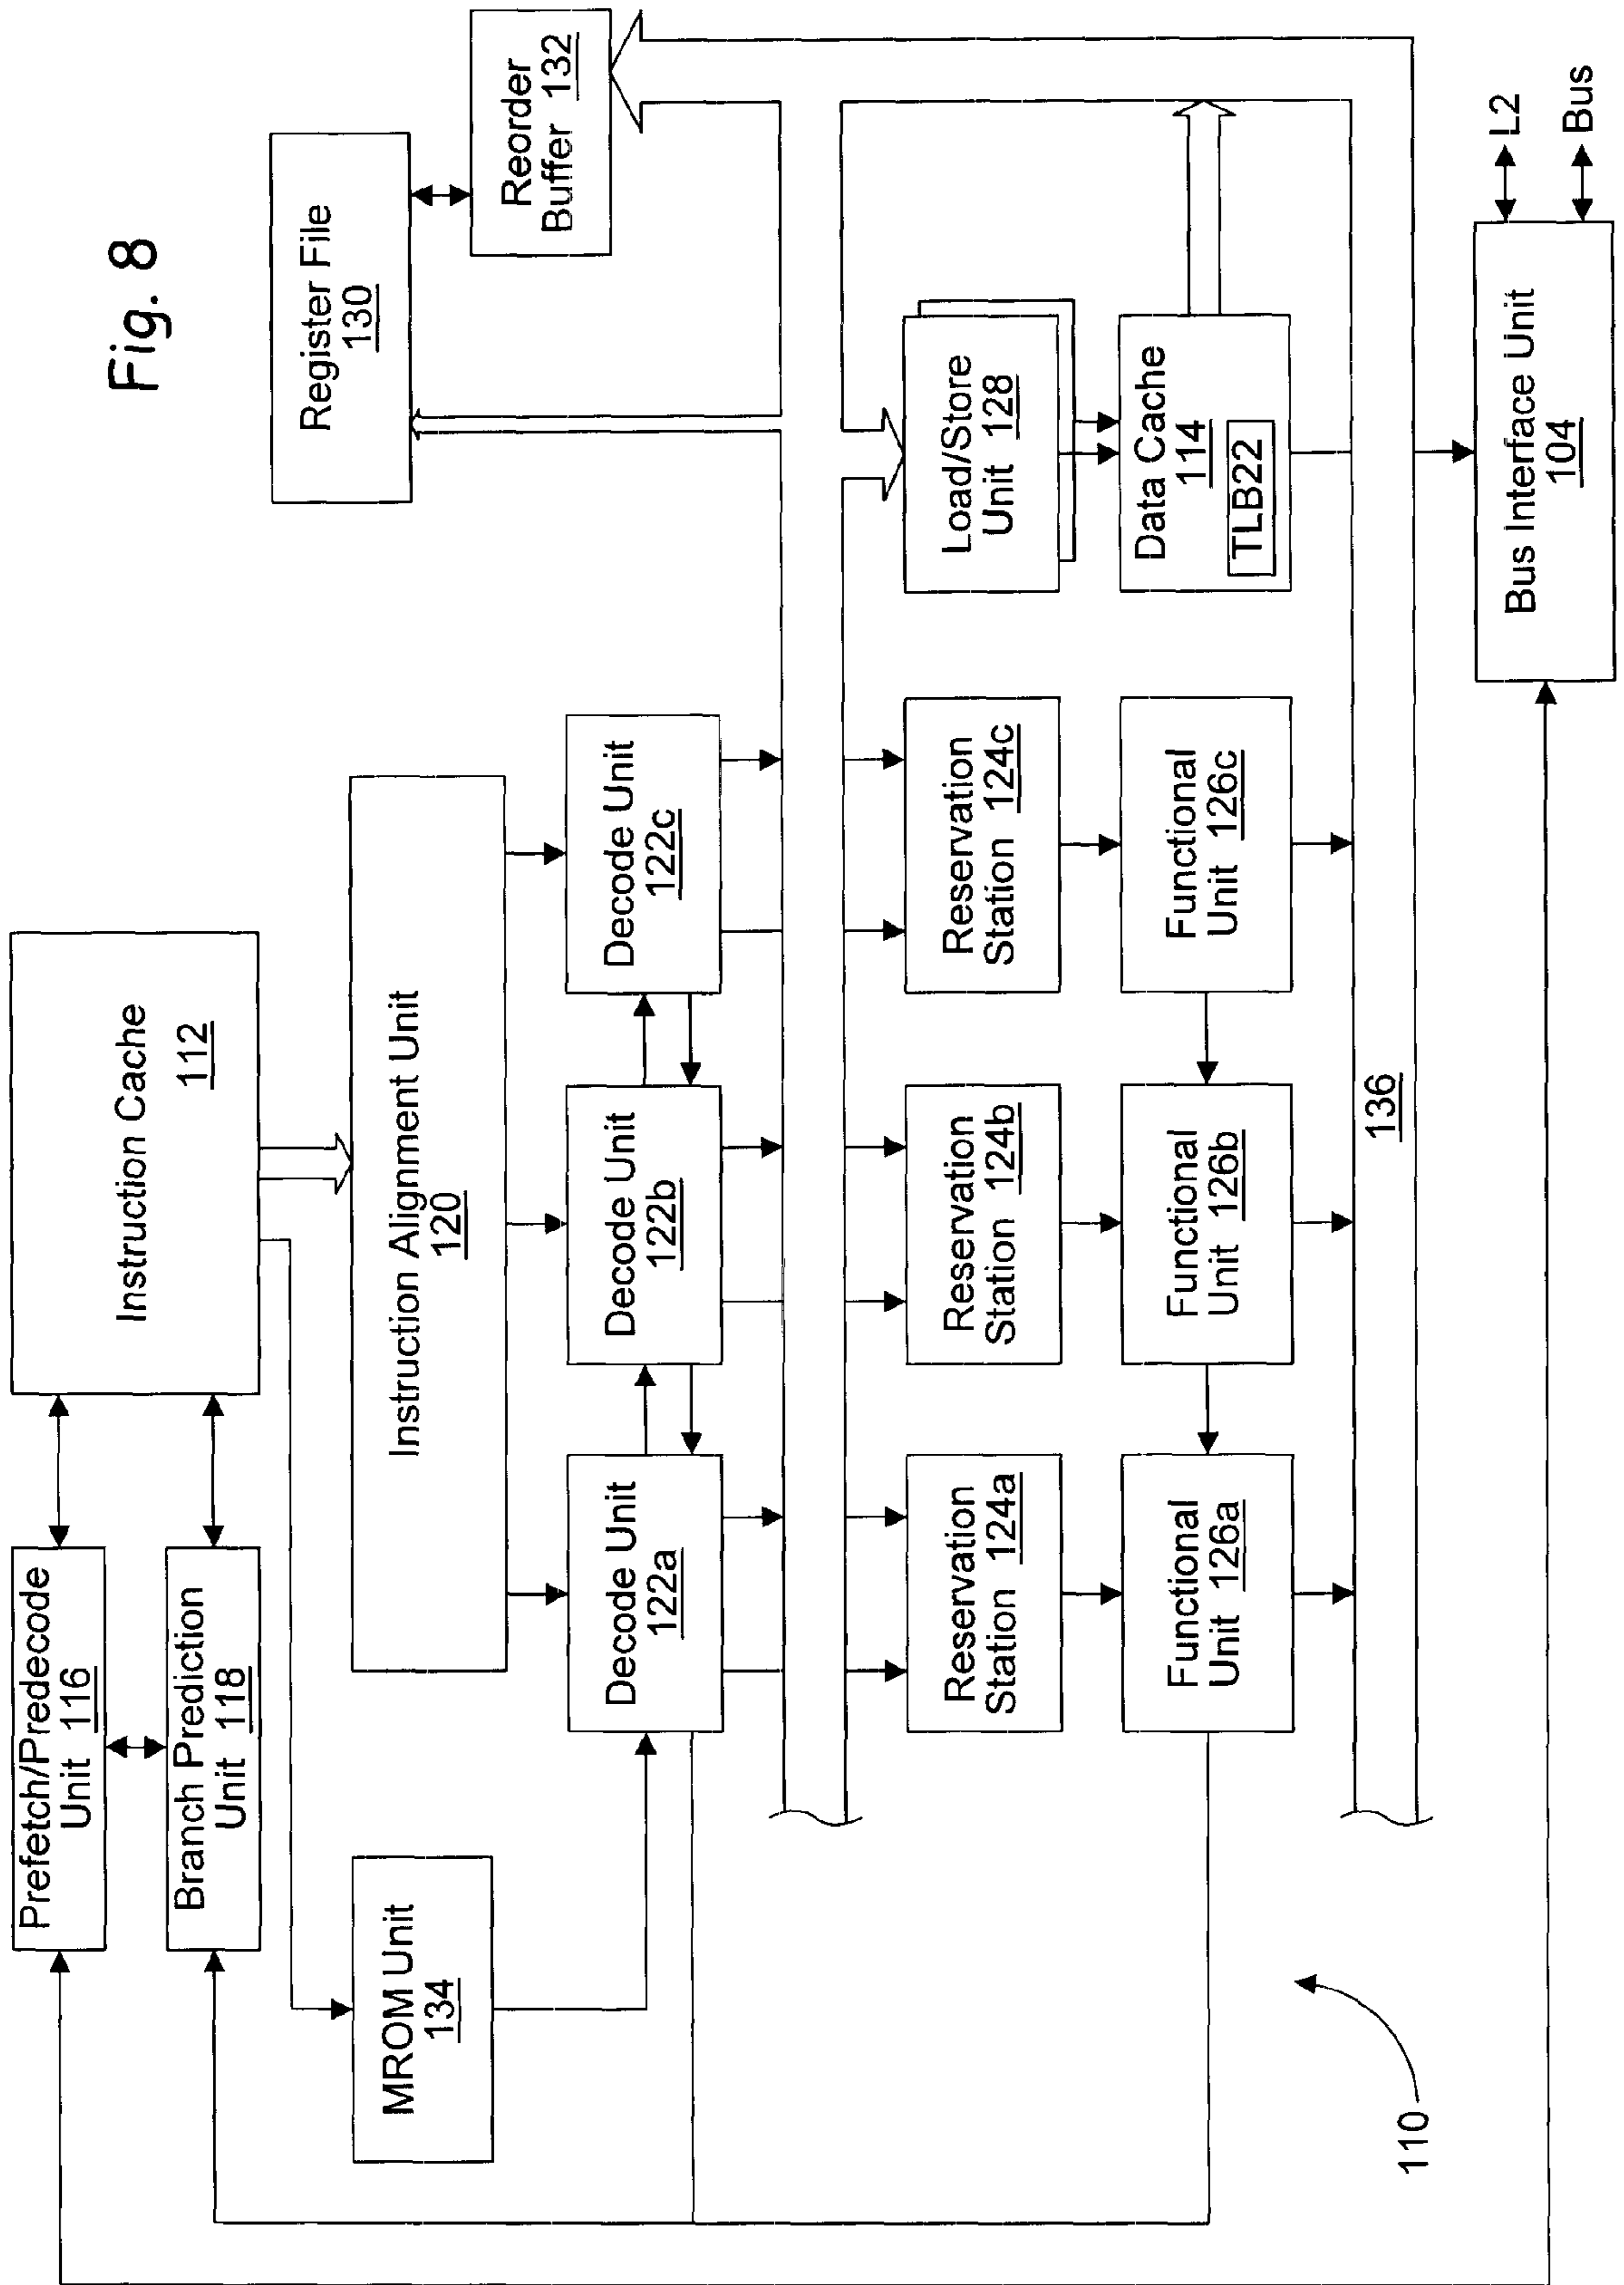 Fig. 8
Prefetch/Predecode
Unit 116
Branch Prediction
Unit 118
Instruction Cache
112
Register File
130
Reorder
Buffer 132
MROM Unit
134
Instruction Alignment Unit
120
Decode Unit
122a
Decode Unit
122b
Decode Unit
122c
Reservation
Station 124a
Reservation
Station 124b
Reservation
Station 124c
Load/Store
Unit 128
Functional
Unit 126a
Functional
Unit 126b
Functional
Unit 126c
Data Cache
114
TLB22
136
110
Bus Interface Unit
104
L2
Bus